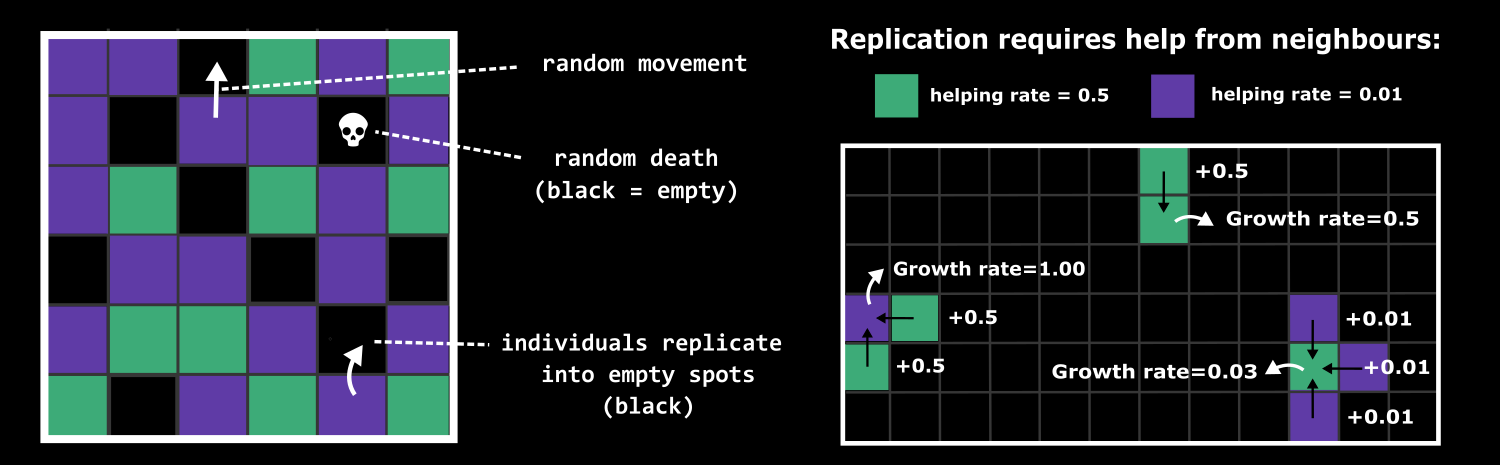 random movement
random death
(black = empty)
individuals replicate
into empty spots
(black)
Replication requires help from neighbours:
helping rate = 0.5
helping rate = 0.01
+0.5
Growth rate=0.5
Growth rate=1.00
+0.5
+0.5
+0.01
Growth rate=0.03
+0.01
+0.01